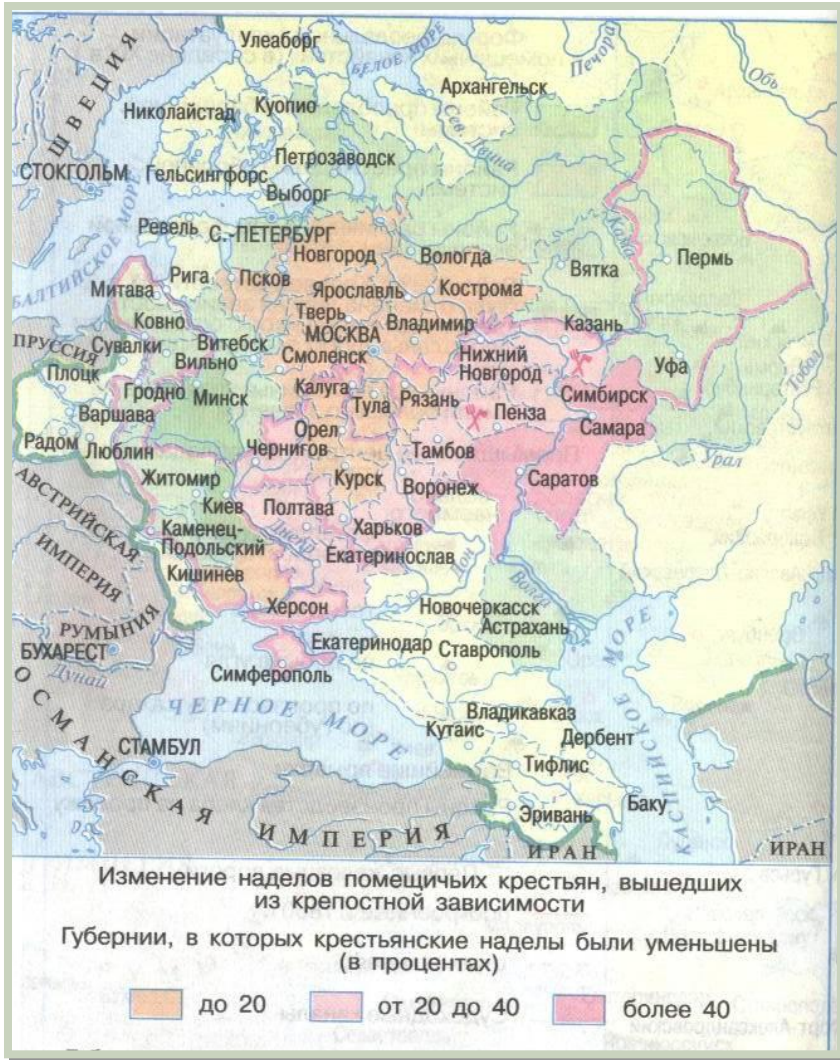 Улеаборг
БЕЛОЕ МОРЕ
Архангельск
Печора
Обь
ШВЕЦИЯ
Николайстад
Куопио
Сев. Двина
Петрозаводск
СТОКГОЛЬМ
Гельсингфорс
Выборг
Ревель
С.-ПЕТЕРБУРГ
Кама
Новгород
Вологда
Вятка
Пермь
БАЛТИЙСКОЕ МОРЕ
Рига
Псков
Ярославль
Кострома
Митава
Тверь
Ковно
Витебск
МОСКВА
Владимир
Казань
ПРУССИЯ
Сувалки
Вильно
Смоленск
Нижний
Новгород
Уфа
Тобол
Плоцк
Гродно
Минск
Калуга
Тула
Рязань
Симбирск
Варшава
Орел
Пенза
Самара
Радом
Люблин
Чернигов
Тамбов
Урал
Житомир
Курск
Воронеж
Саратов
АВСТРИЙСКАЯ
ИМПЕРИЯ
Киев
Полтава
Каменец-
Подольский
Днепр
Харьков
Екатеринослав
Дон
Волга
Кишинев
РУМЫНИЯ
Херсон
Новочеркасск
Астрахань
БУХАРЕСТ
Дунай
Екатеринодар
Ставрополь
Симферополь
ЧЕРНОЕ МОРЕ
КАСПИЙСКОЕ МОРЕ
Владикавказ
СТАМБУЛ
Кутаис
Дербент
Тифлис
Баку
Эривань
ОСМАНСКАЯ ИМПЕРИЯ
ИРАН
ИРАН
Изменение наделов помещичьих крестьян, вышедших
из крепостной зависимости
Губернии, в которых крестьянские наделы были уменьшены
(в процентах)
до 20
от 20 до 40
более 40